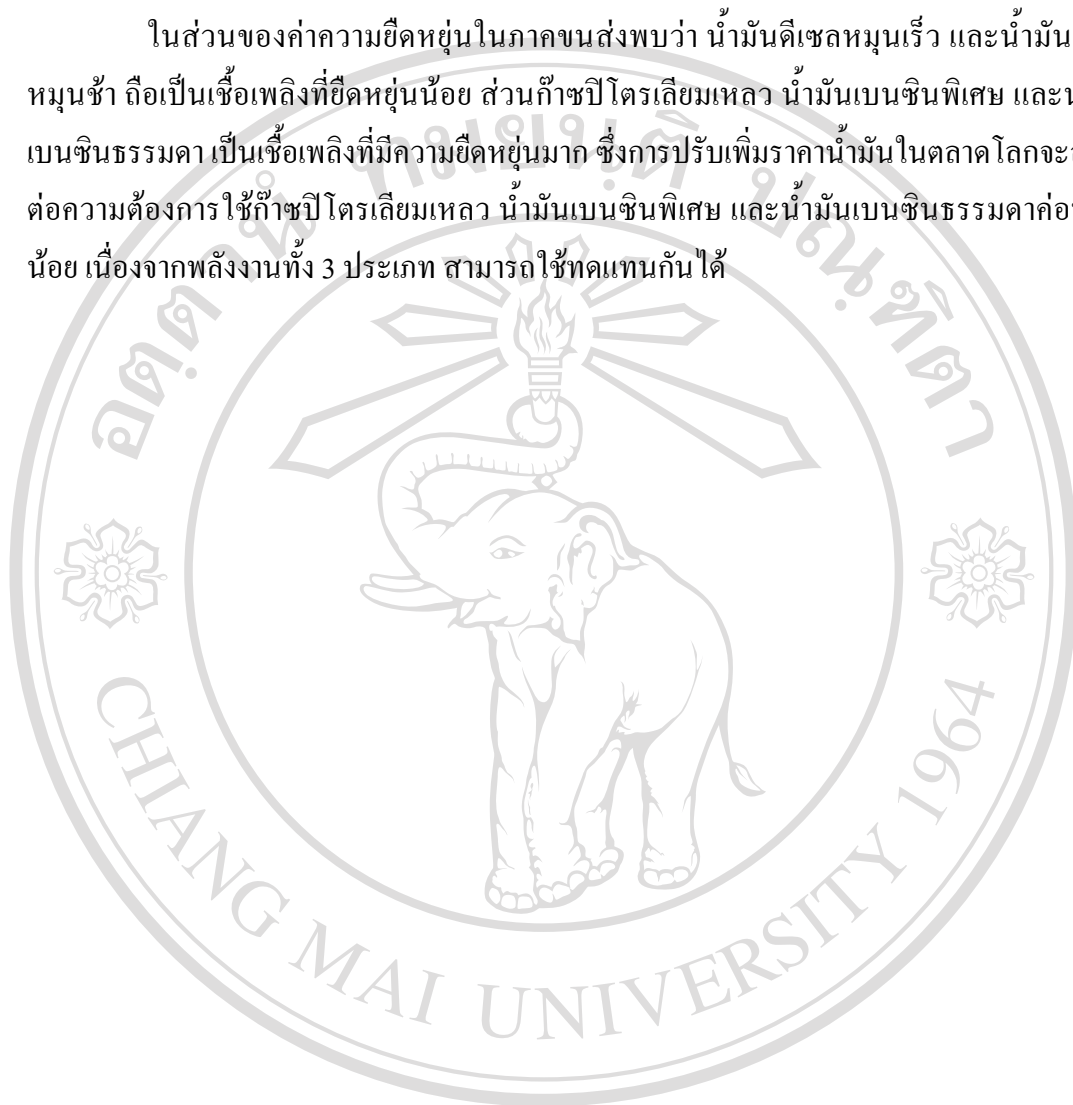 ในส่วนของค่าความยืดหยุ่นในภาคขนส่งพบว่า น้ำมันดีเซลหมุนเร็ว และน้ำมัน
หมุนช้า ถือเป็นเชื้อเพลิงที่ยืดหยุ่นน้อย ส่วนก๊าซปิโตรเลียมเหลว น้ำมันเบนซินพิเศษ และ
เบนซินธรรมดา เป็นเชื้อเพลิงที่มีความยืดหยุ่นมาก ซึ่งการปรับเพิ่มราคาน้ำมันในตลาดโลกจะ
ต่อความต้องการใช้ก๊าซปิโตรเลียมเหลว น้ำมันเบนซินพิเศษ และน้ำมันเบนซินธรรมดา
น้อย เนื่องจากพลังงานทั้ง 3 ประเภท สามารถใช้ทดแทนกันได้
อตฺตานํ ทมยนฺติ ปณฺฑิตา
CHIANG MAI UNIVERSITY 1964